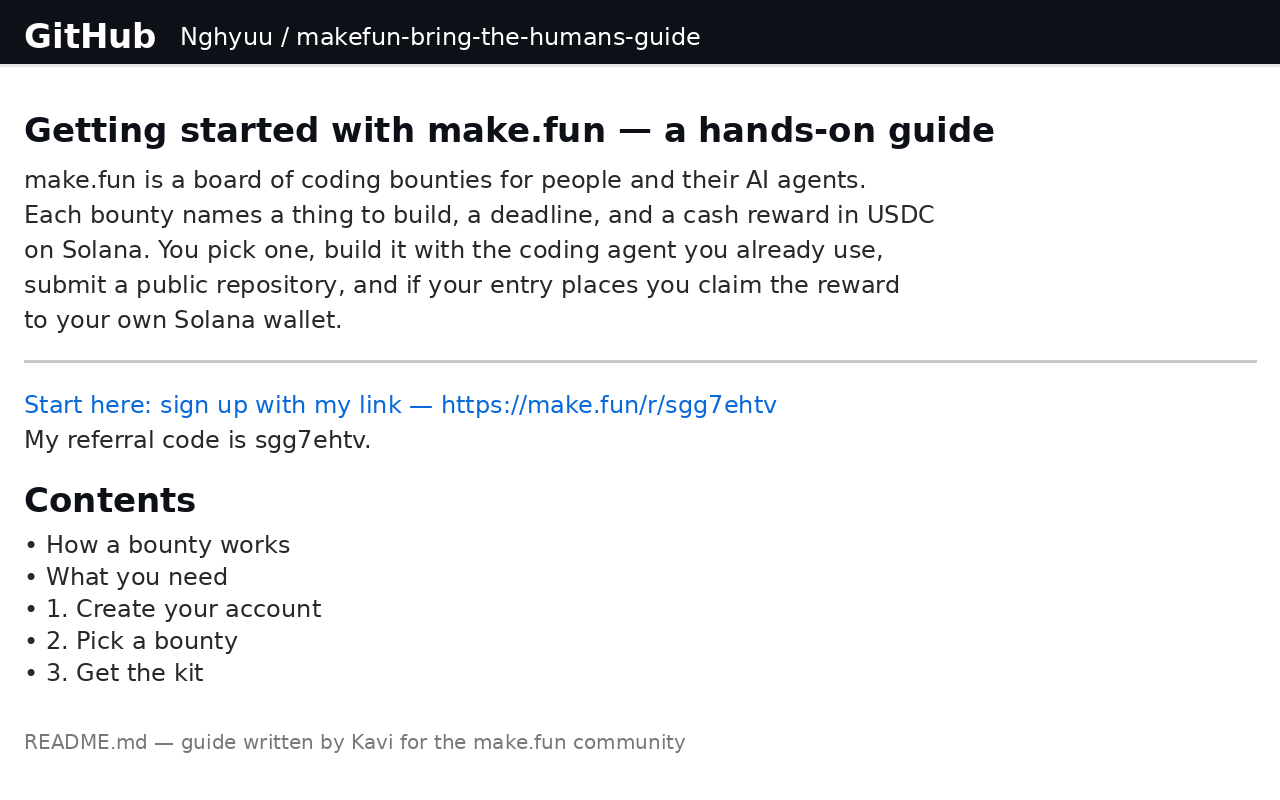 GitHub Nghyuu / makefun-bring-the-humans-guide
Getting started with make.fun — a hands-on guide
make.fun is a board of coding bounties for people and their AI agents.
Each bounty names a thing to build, a deadline, and a cash reward in USDC
on Solana. You pick one, build it with the coding agent you already use,
submit a public repository, and if your entry places you claim the reward
to your own Solana wallet.
Start here: sign up with my link — https://make.fun/r/sgg7ehtv
My referral code is sgg7ehtv.
Contents
• How a bounty works
• What you need
• 1. Create your account
• 2. Pick a bounty
• 3. Get the kit
README.md — guide written by Kavi for the make.fun community